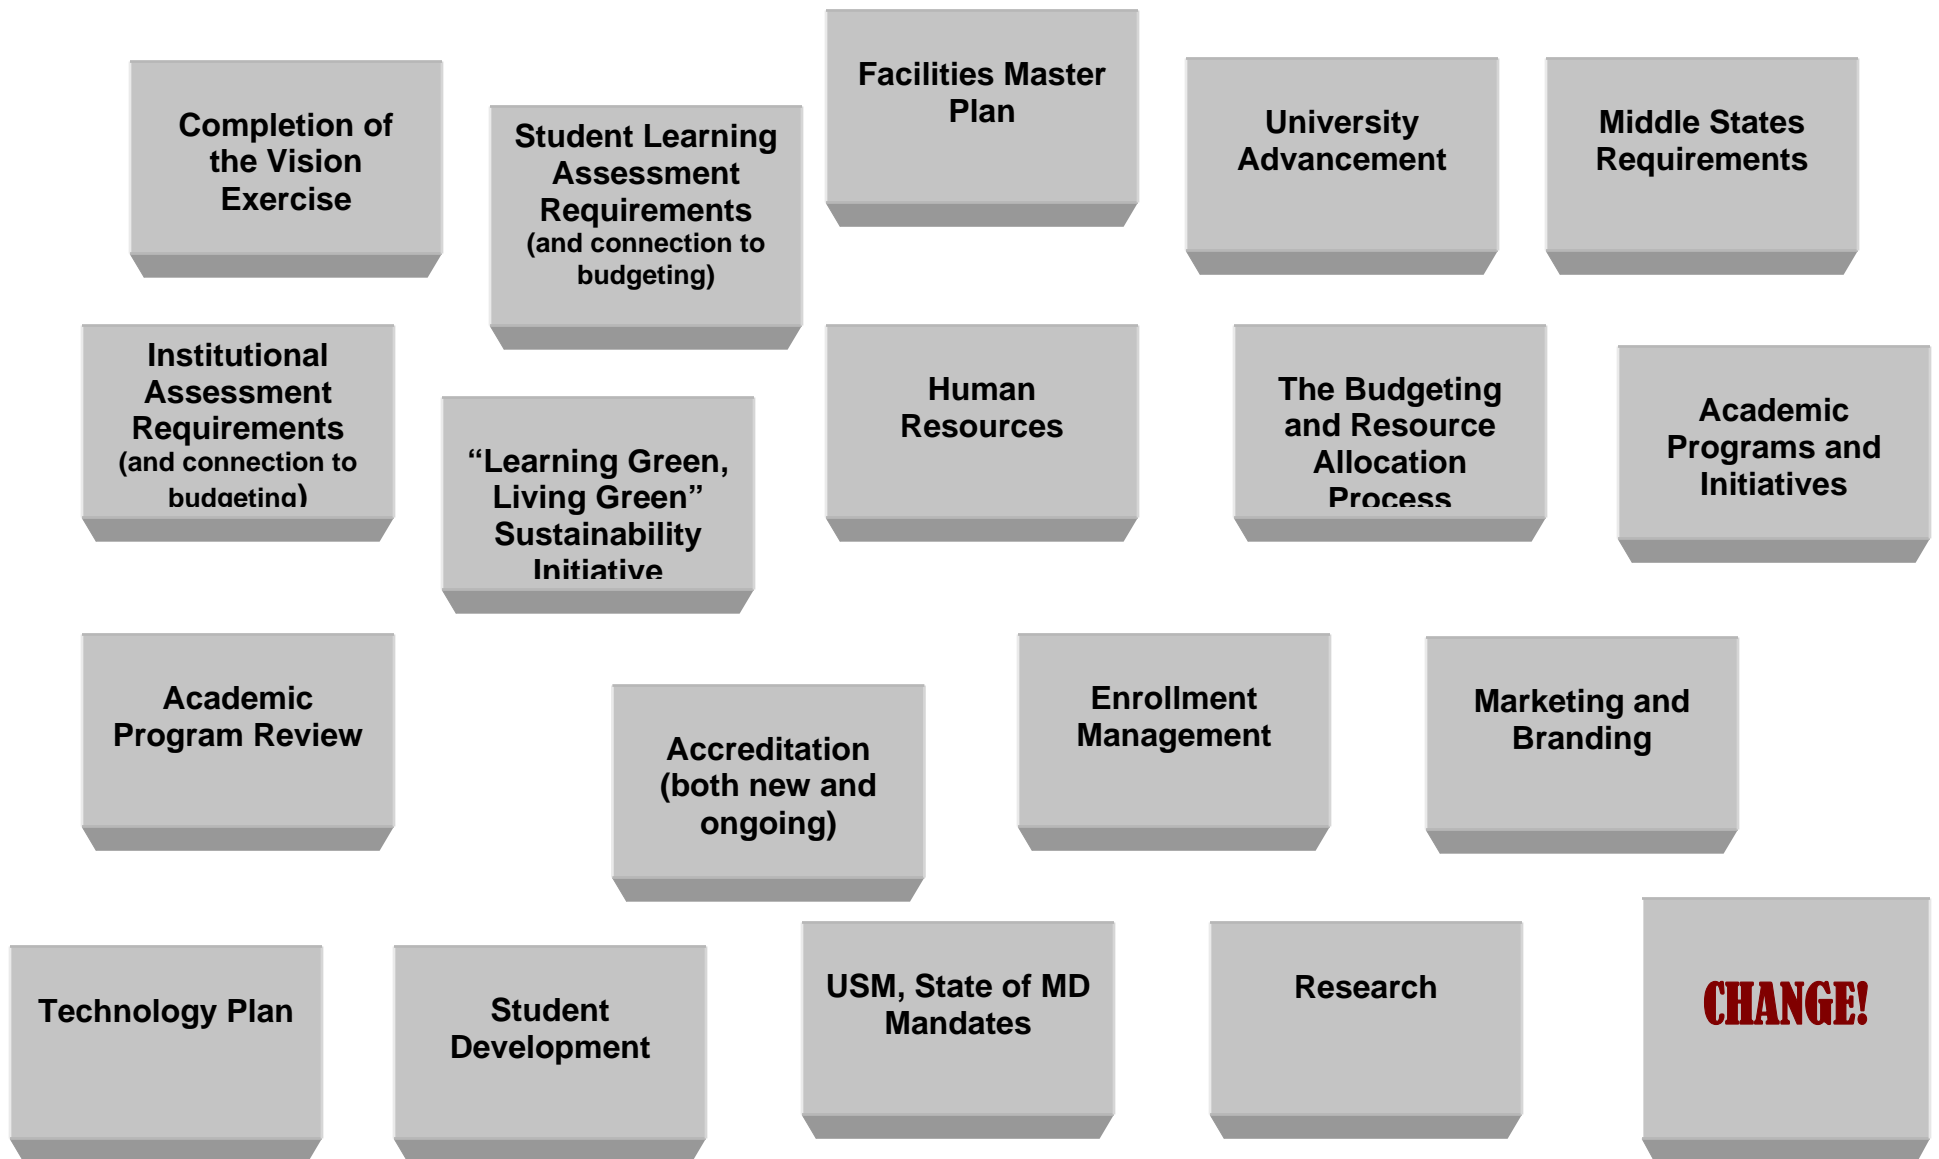 Completion of
the Vision
Exercise
Student Learning
Assessment
Requirements
(and connection to
budgeting)
Facilities Master
Plan
University
Advancement
Middle States
Requirements
Institutional
Assessment
Requirements
(and connection to
budgeting)
“Learning Green,
Living Green”
Sustainability
Initiative
Human
Resources
The Budgeting
and Resource
Allocation
Process
Academic
Programs and
Initiatives
Academic
Program Review
Accreditation
(both new and
ongoing)
Enrollment
Management
Marketing and
Branding
Technology Plan
Student
Development
USM, State of MD
Mandates
Research
CHANGE!